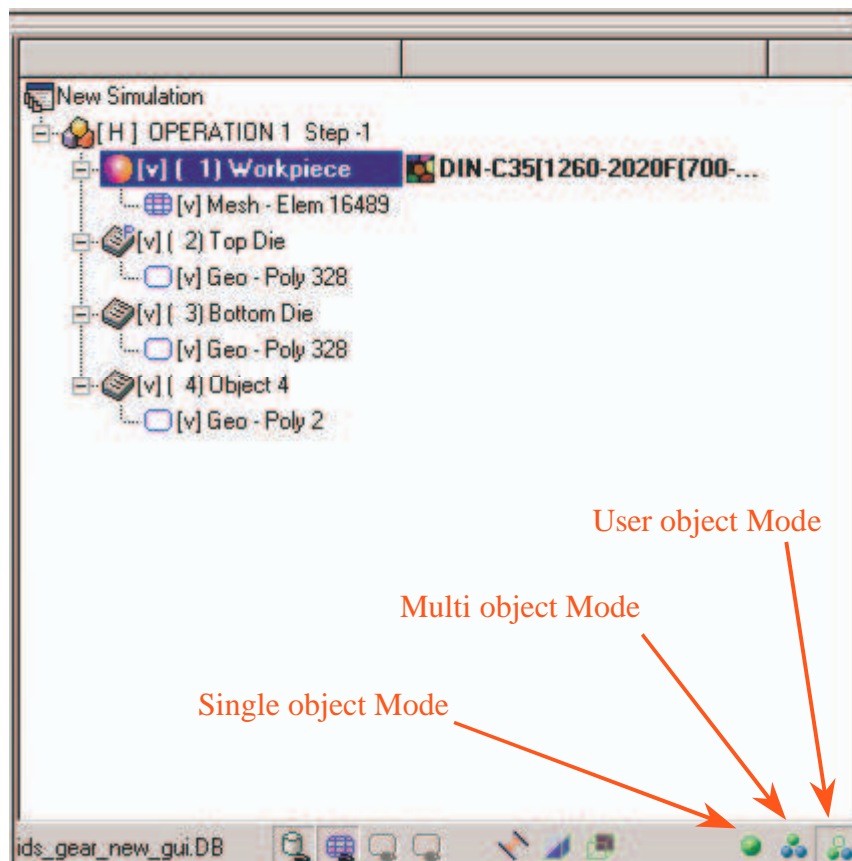 New Simulation
[H] OPERATION 1 Step -1
[v] ( 1) Workpiece DIN-C35[1260-2020F(700-...
[v] Mesh - Elem 16489
[v] ( 2) Top Die
[v] Geo - Poly 328
[v] ( 3) Bottom Die
[v] Geo - Poly 328
[v] ( 4) Object 4
[v] Geo - Poly 2
User object Mode
Multi object Mode
Single object Mode
ids_gear_new_gui.DB